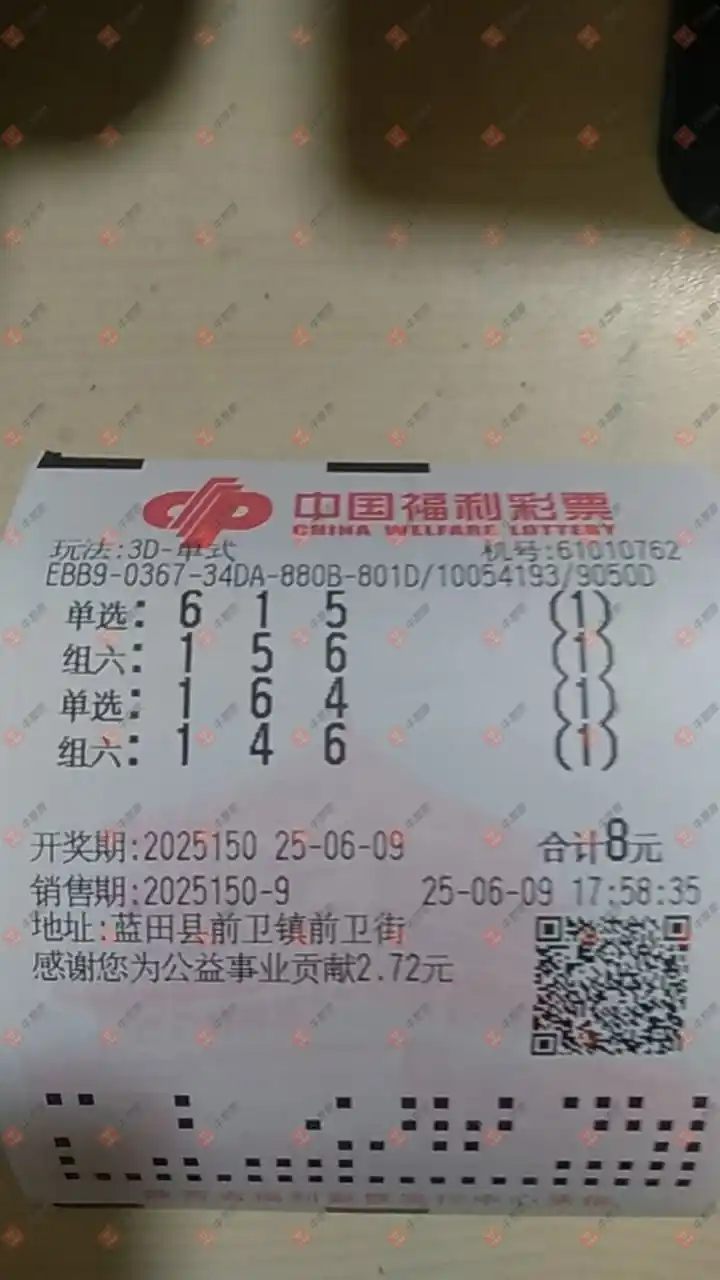 中国福利彩票
CHINA WELFARE LOTTERY
玩法:3D-单式 机号:61010762
EBB9-0367-34DA-880B-801D/10054193/9050D
单选: 6 1 5 (1)
组六: 1 5 6 (1)
单选: 1 6 4 (1)
组六: 1 4 6 (1)
开奖期:2025150 25-06-09 合计8元
销售期:2025150-9 25-06-09 17:58:35
地址:蓝田县前卫镇前卫街
感谢您为公益事业贡献2.72元